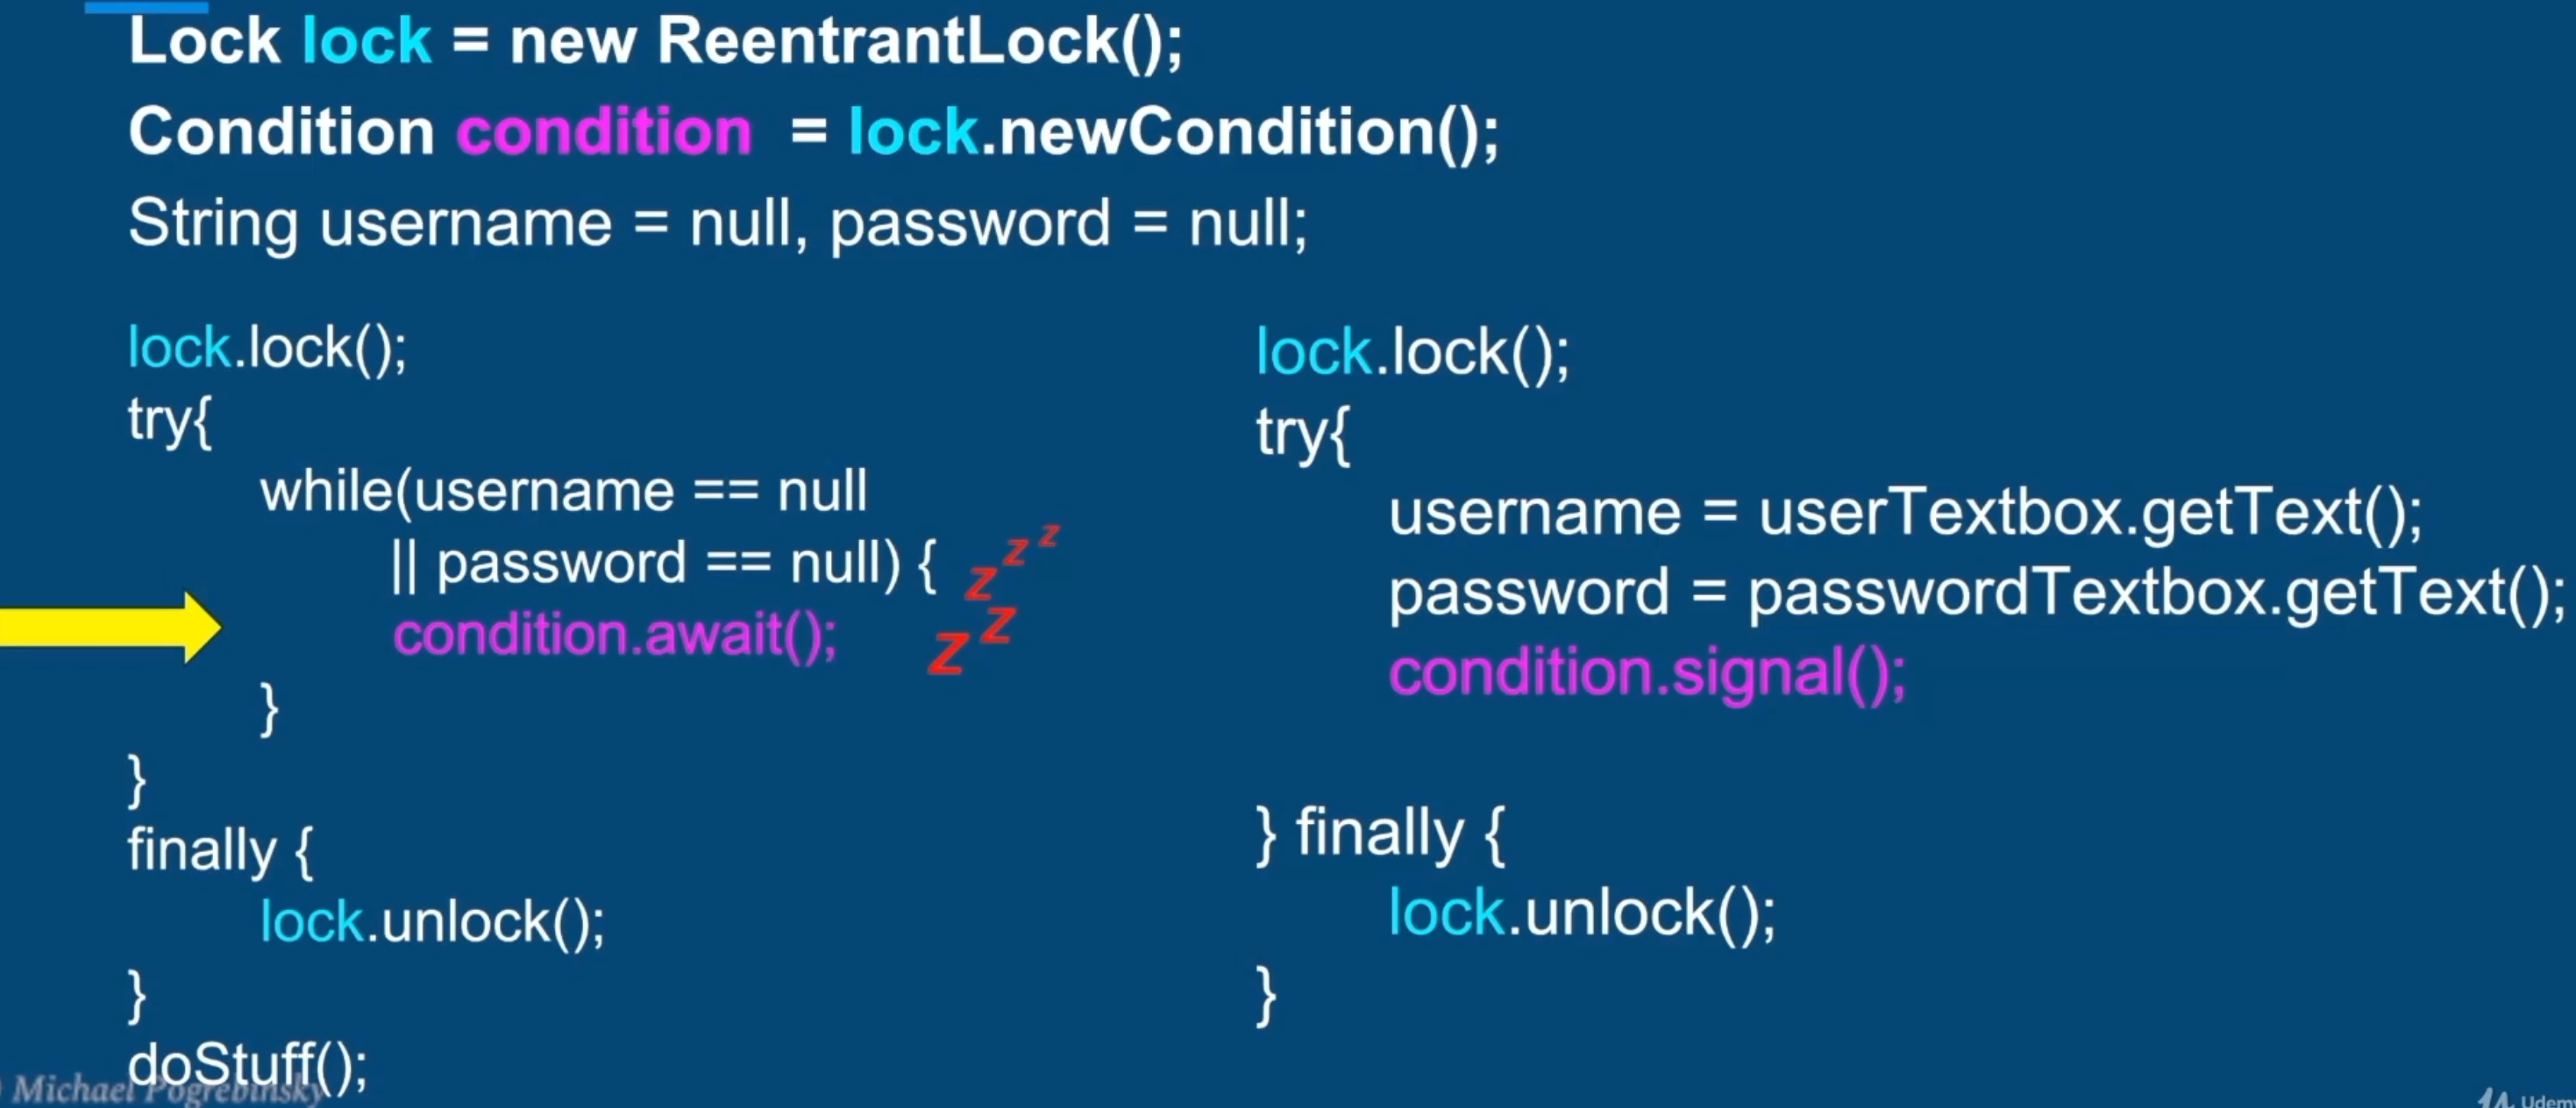 Lock lock = new ReentrantLock();
Condition condition = lock.newCondition();
String username = null, password = null;
lock.lock();
try{
while(username == null
|| password == null) {
condition.await();
}
}
finally {
lock.unlock();
}
doStuff();
z z z
z z
lock.lock();
try{
username = userTextbox.getText();
password = passwordTextbox.getText();
condition.signal();
} finally {
lock.unlock();
}
Michael Pogrebinsky